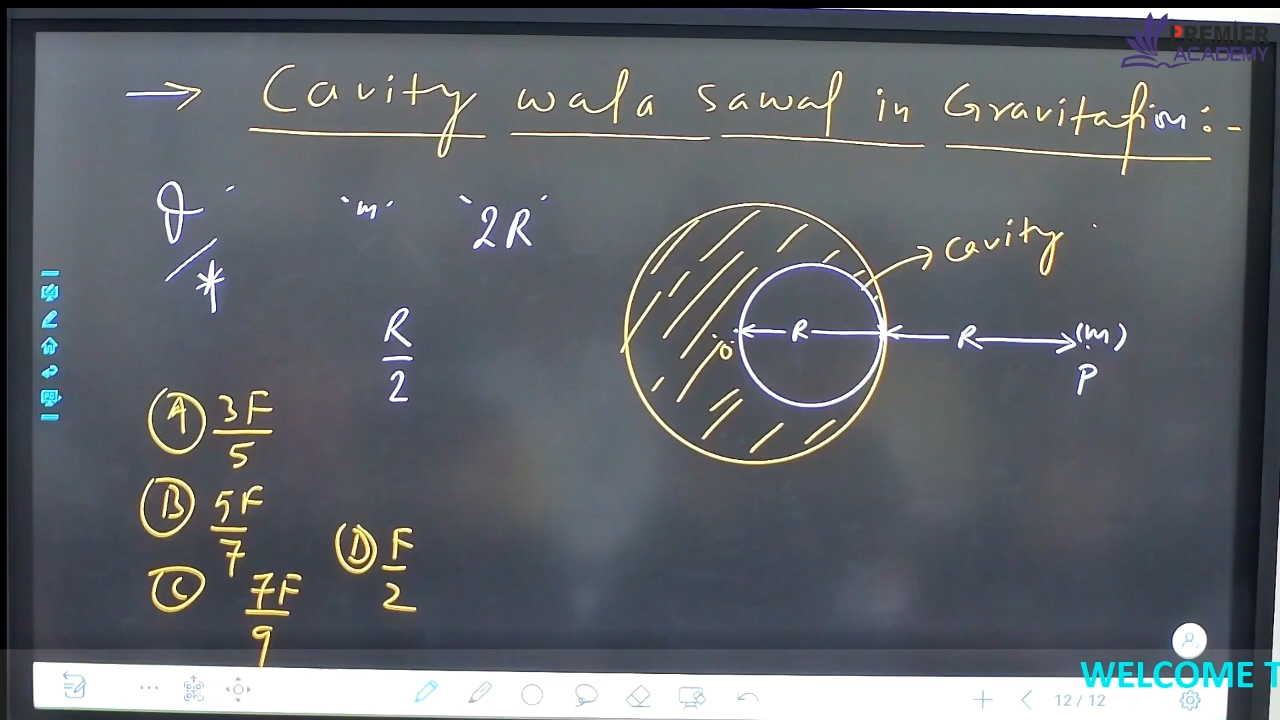 PREMIER
ACADEMY
→ Cavity wala sawal in Gravitation:-
Q * 'm' '2R'
cavity
R/2
O R R (m)
P
(A) 3F/5
(B) 5F/7
(C) 7F/9
(D) F/2
12/12
WELCOME T